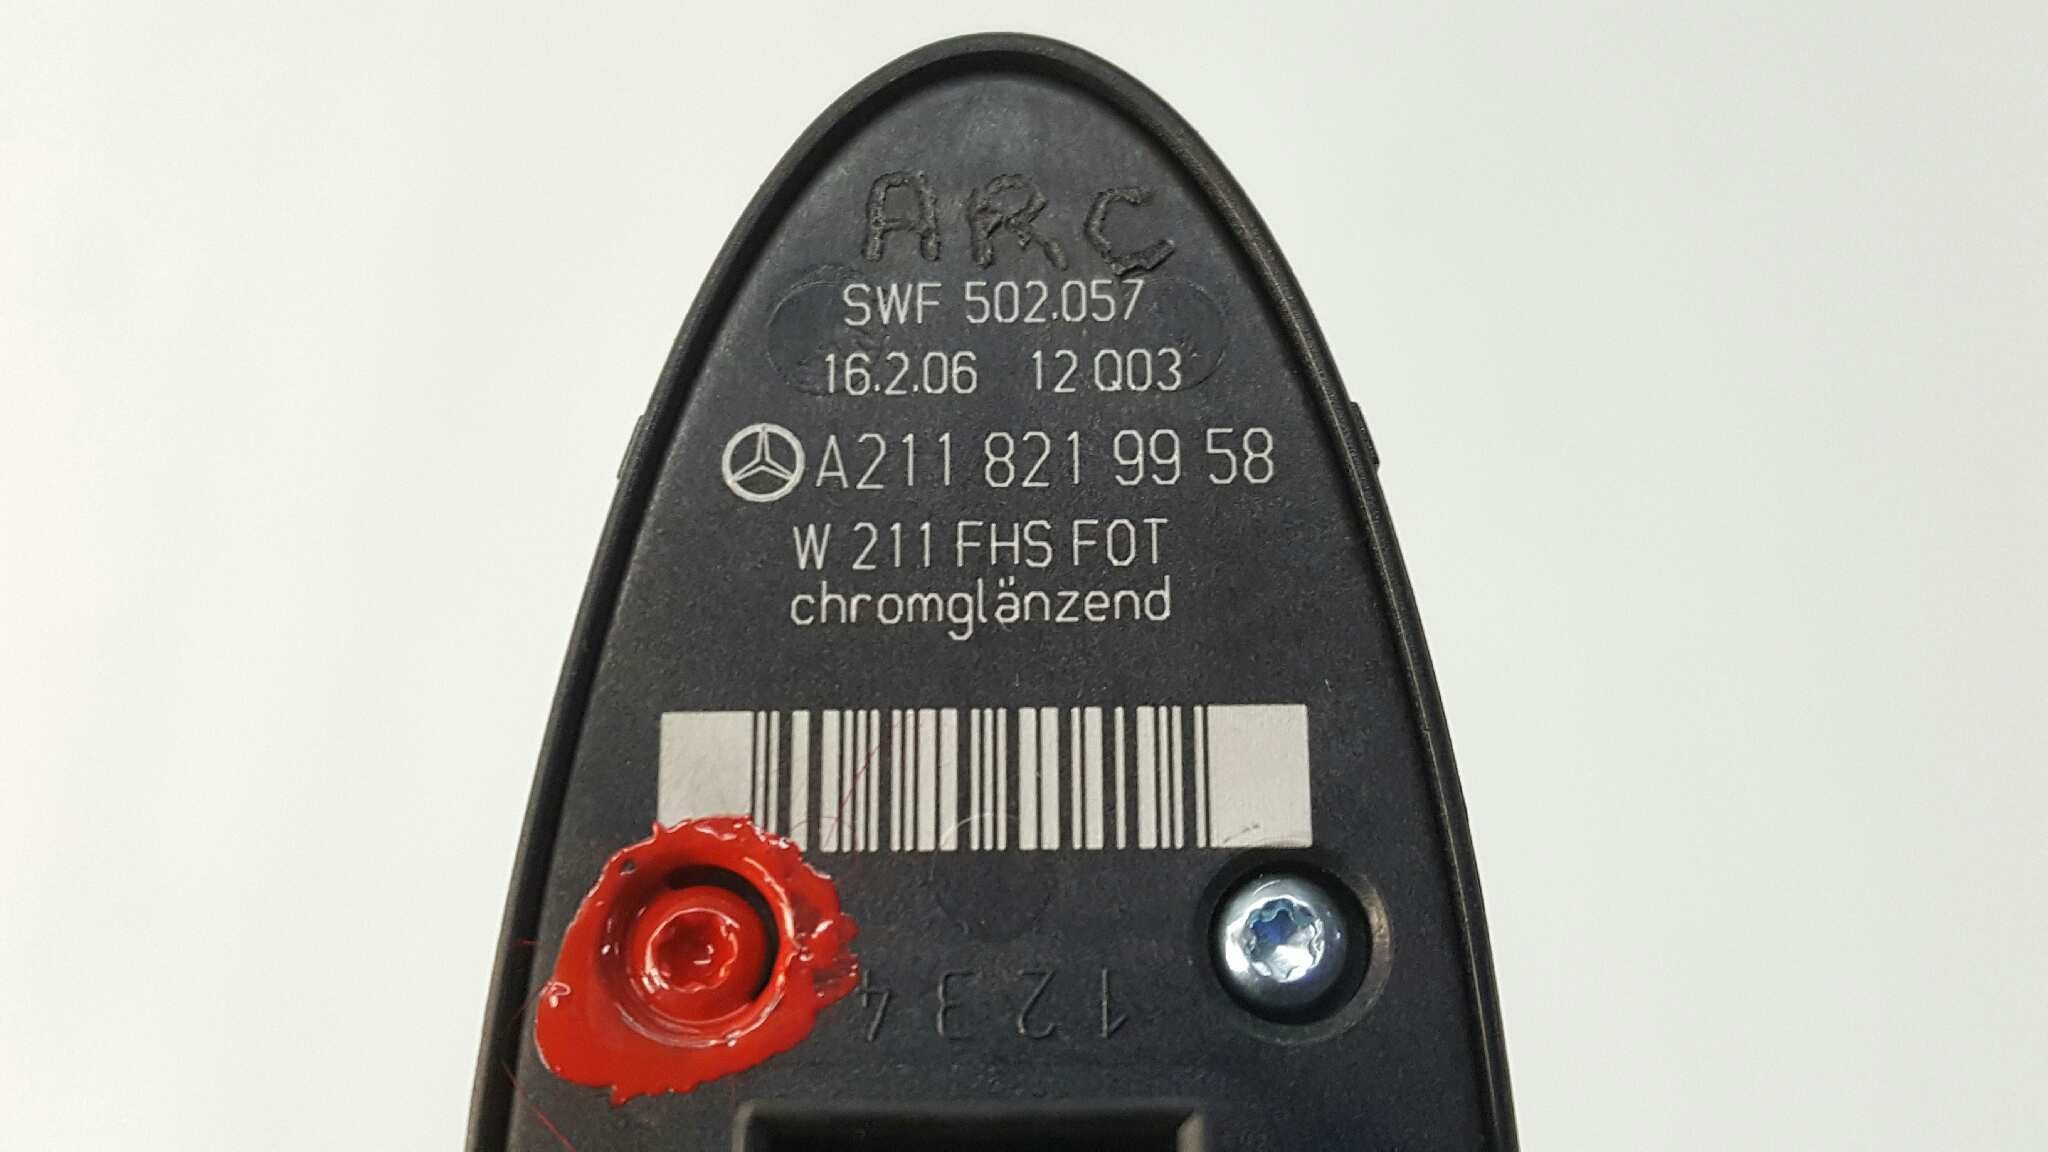 ARC
SWF 502.057
16.2.06 12 Q03
A211 821 99 58
W 211 FHS FOT
chromglänzend
1 2 3 4